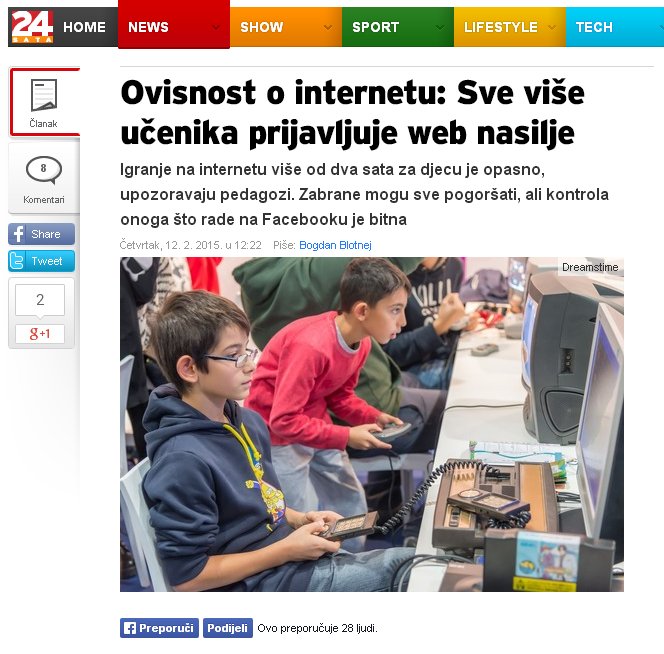 24
SATA
HOME
NEWS
SHOW
SPORT
LIFESTYLE
TECH
Članak
8
Komentari
Share
Tweet
2
g+1
Ovisnost o internetu: Sve više
učenika prijavljuje web nasilje
Igranje na internetu više od dva sata za djecu je opasno,
upozoravaju pedagozi. Zabrane mogu sve pogoršati, ali kontrola
onoga što rade na Facebooku je bitna
Četvrtak, 12. 2. 2015. u 12:22 Piše: Bogdan Blotnej
Dreamstime
Preporuči Podijeli Ovo preporučuje 28 ljudi.